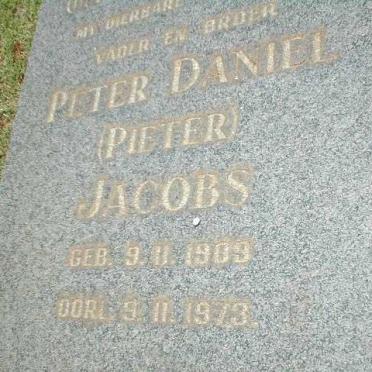 MY DIERBARE
VADER EN BROER
PETER DANIEL
(PIETER)
JACOBS
GEB. 9.11.1909
OORL. 9.11.1973.